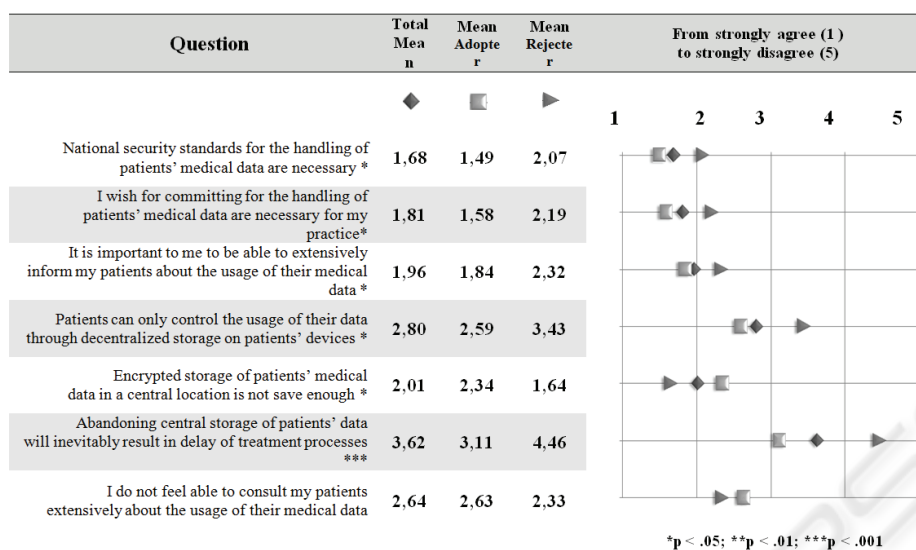 Question
Total
Mea
n
Mean
Adopte
r
Mean
Rejecte
r
From strongly agree (1 )
to strongly disagree (5)
1 2 3 4 5
National security standards for the handling of
patients’ medical data are necessary *
1,68 1,49 2,07
I wish for committing for the handling of
patients’ medical data are necessary for my
practice*
1,81 1,58 2,19
It is important to me to be able to extensively
inform my patients about the usage of their medical
data *
1,96 1,84 2,32
Patients can only control the usage of their data
through decentralized storage on patients’ devices *
2,80 2,59 3,43
Encrypted storage of patients’ medical
data in a central location is not save enough *
2,01 2,34 1,64
Abandoning central storage of patients’ data
will inevitably result in delay of treatment processes
***
3,62 3,11 4,46
I do not feel able to consult my patients
extensively about the usage of their medical data
2,64 2,63 2,33
*p < .05; **p < .01; ***p < .001